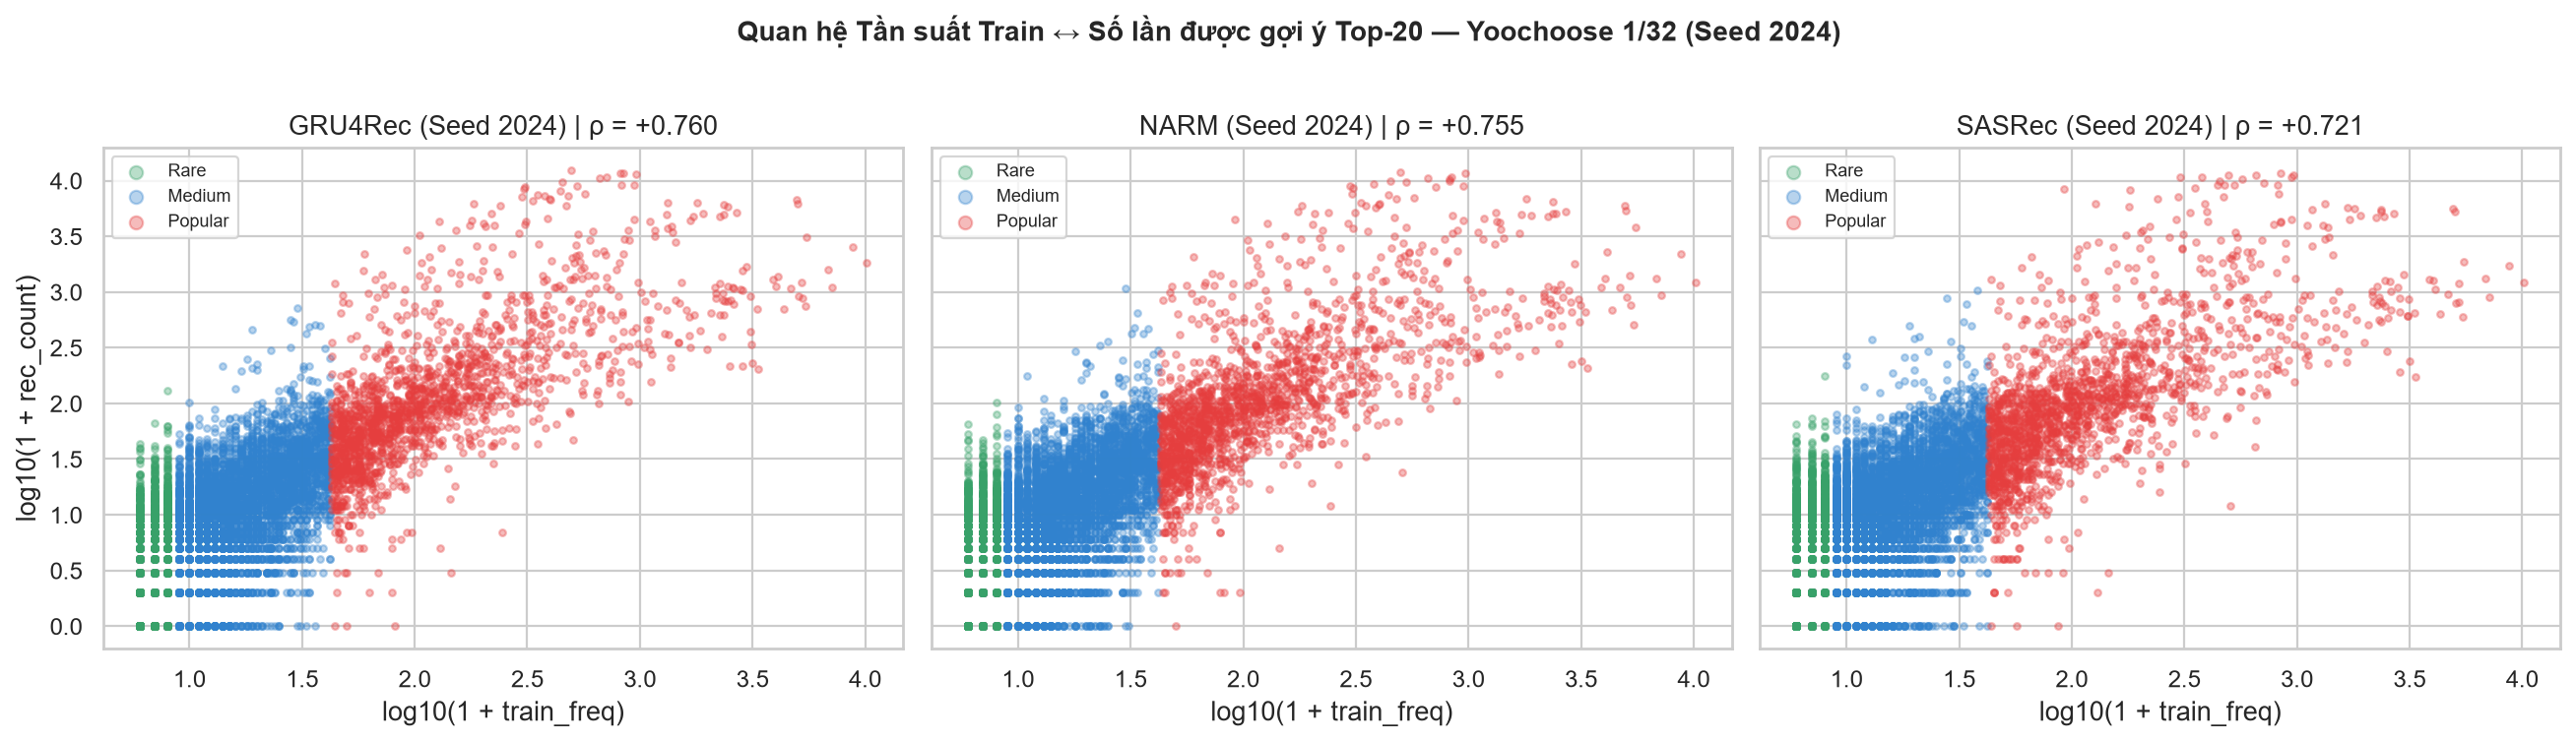 Quan hệ Tần suất Train ↔ Số lần được gợi ý Top-20 — Yoochoose 1/32 (Seed 2024)
GRU4Rec (Seed 2024) | ρ = +0.760
Rare
Medium
Popular
log10(1 + rec_count)
4.0
3.5
3.0
2.5
2.0
1.5
1.0
0.5
0.0
1.0 1.5 2.0 2.5 3.0 3.5 4.0
log10(1 + train_freq)
NARM (Seed 2024) | ρ = +0.755
Rare
Medium
Popular
1.0 1.5 2.0 2.5 3.0 3.5 4.0
log10(1 + train_freq)
SASRec (Seed 2024) | ρ = +0.721
Rare
Medium
Popular
1.0 1.5 2.0 2.5 3.0 3.5 4.0
log10(1 + train_freq)